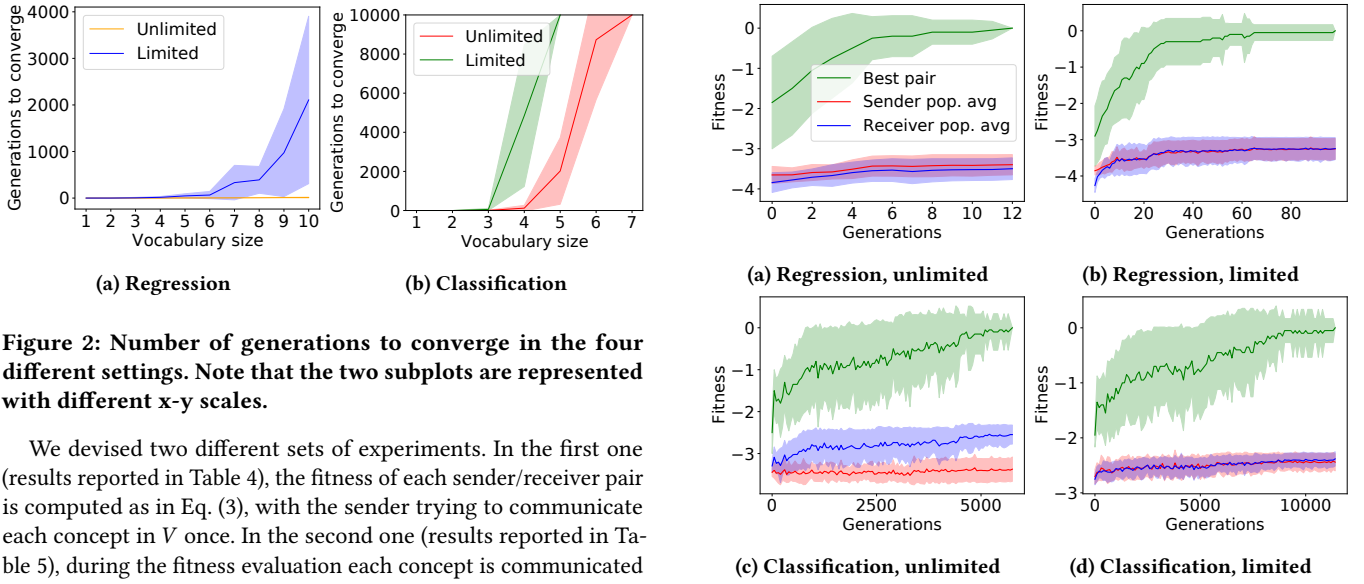 4000
3000
2000
1000
0
Generations to converge
Unlimited
Limited
1 2 3 4 5 6 7 8 9 10
Vocabulary size
(a) Regression
10000
8000
6000
4000
2000
0
Generations to converge
Unlimited
Limited
1 2 3 4 5 6 7
Vocabulary size
(b) Classification
Figure 2: Number of generations to converge in the four
different settings. Note that the two subplots are represented
with different x-y scales.
We devised two different sets of experiments. In the first one
(results reported in Table 4), the fitness of each sender/receiver pair
is computed as in Eq. (3), with the sender trying to communicate
each concept in V once. In the second one (results reported in Ta-
ble 5), during the fitness evaluation each concept is communicated
0
−1
−2
−3
−4
Fitness
Best pair
Sender pop. avg
Receiver pop. avg
0 2 4 6 8 10 12
Generations
(a) Regression, unlimited
0
−1
−2
−3
−4
Fitness
0 20 40 60 80
Generations
(b) Regression, limited
0
−1
−2
−3
Fitness
0 2500 5000
Generations
(c) Classification, unlimited
0
−1
−2
−3
Fitness
0 5000 10000
Generations
(d) Classification, limited